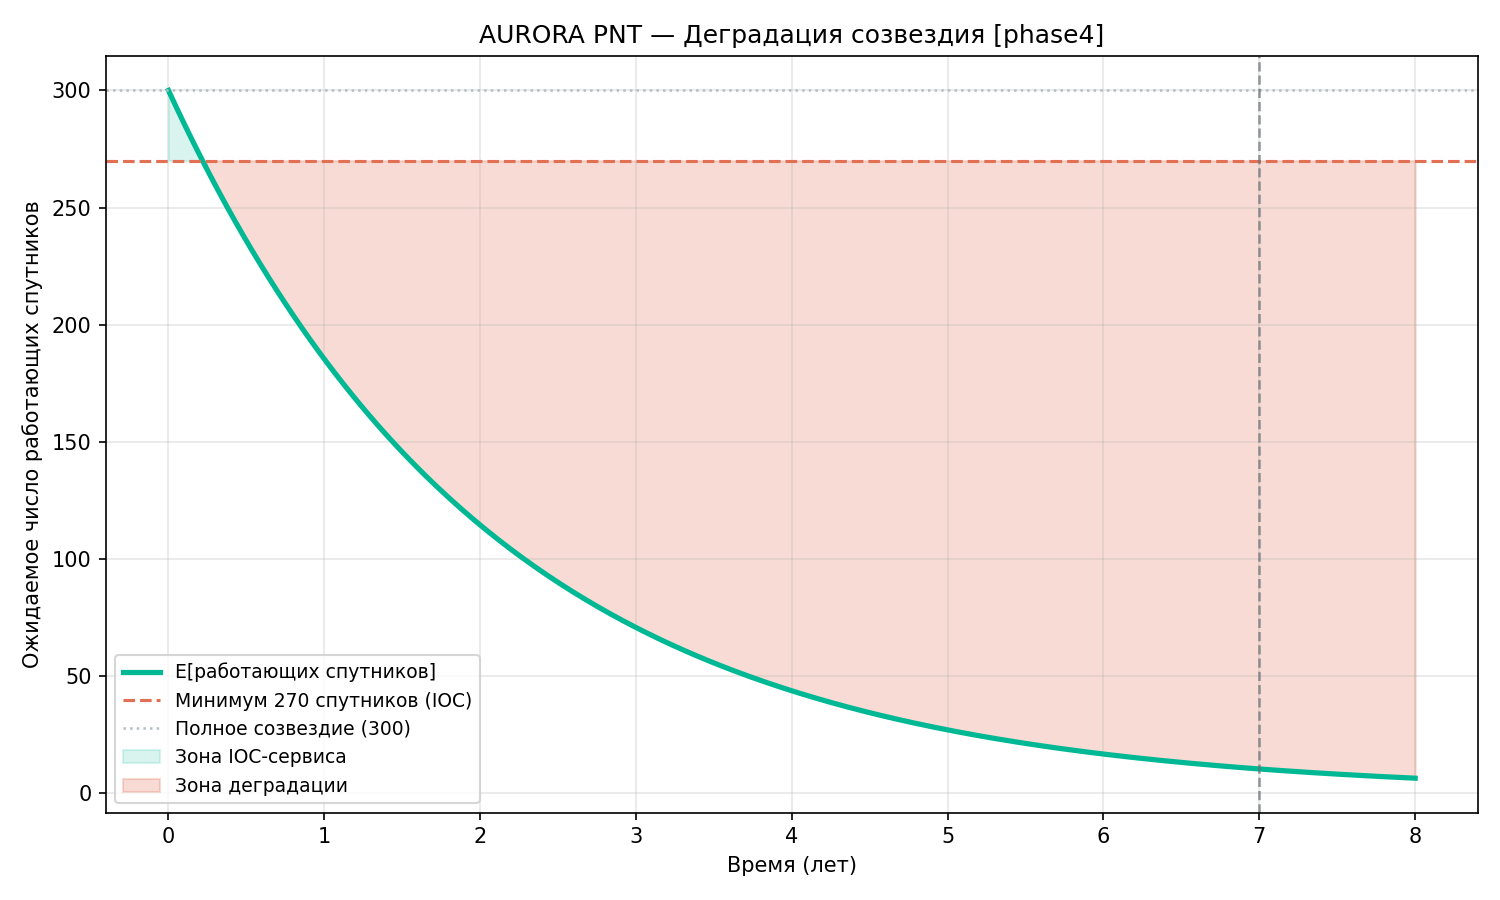 AURORA PNT — Деградация созвездия [phase4]
Ожидаемое число работающих спутников
300
250
200
150
100
50
0
E[работающих спутников]
Минимум 270 спутников (IOC)
Полное созвездие (300)
Зона IOC-сервиса
Зона деградации
0 1 2 3 4 5 6 7 8
Время (лет)